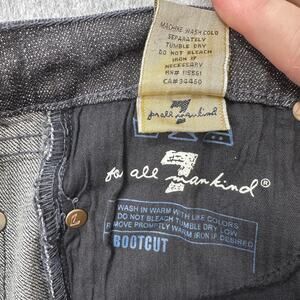 MACHINE WASH COLD
SEPARATELY
TUMBLE DRY
DO NOT BLEACH
IRON IF
NECESSARY
RN# 115561
CA#34450
7
for all mankind
7
for all mankind®
WASH IN WARM WITH LIKE COLORS
DO NOT BLEACH TUMBLE DRY LOW
REMOVE PROMPTLY WARM IRON IF DESIRED
BOOTCUT